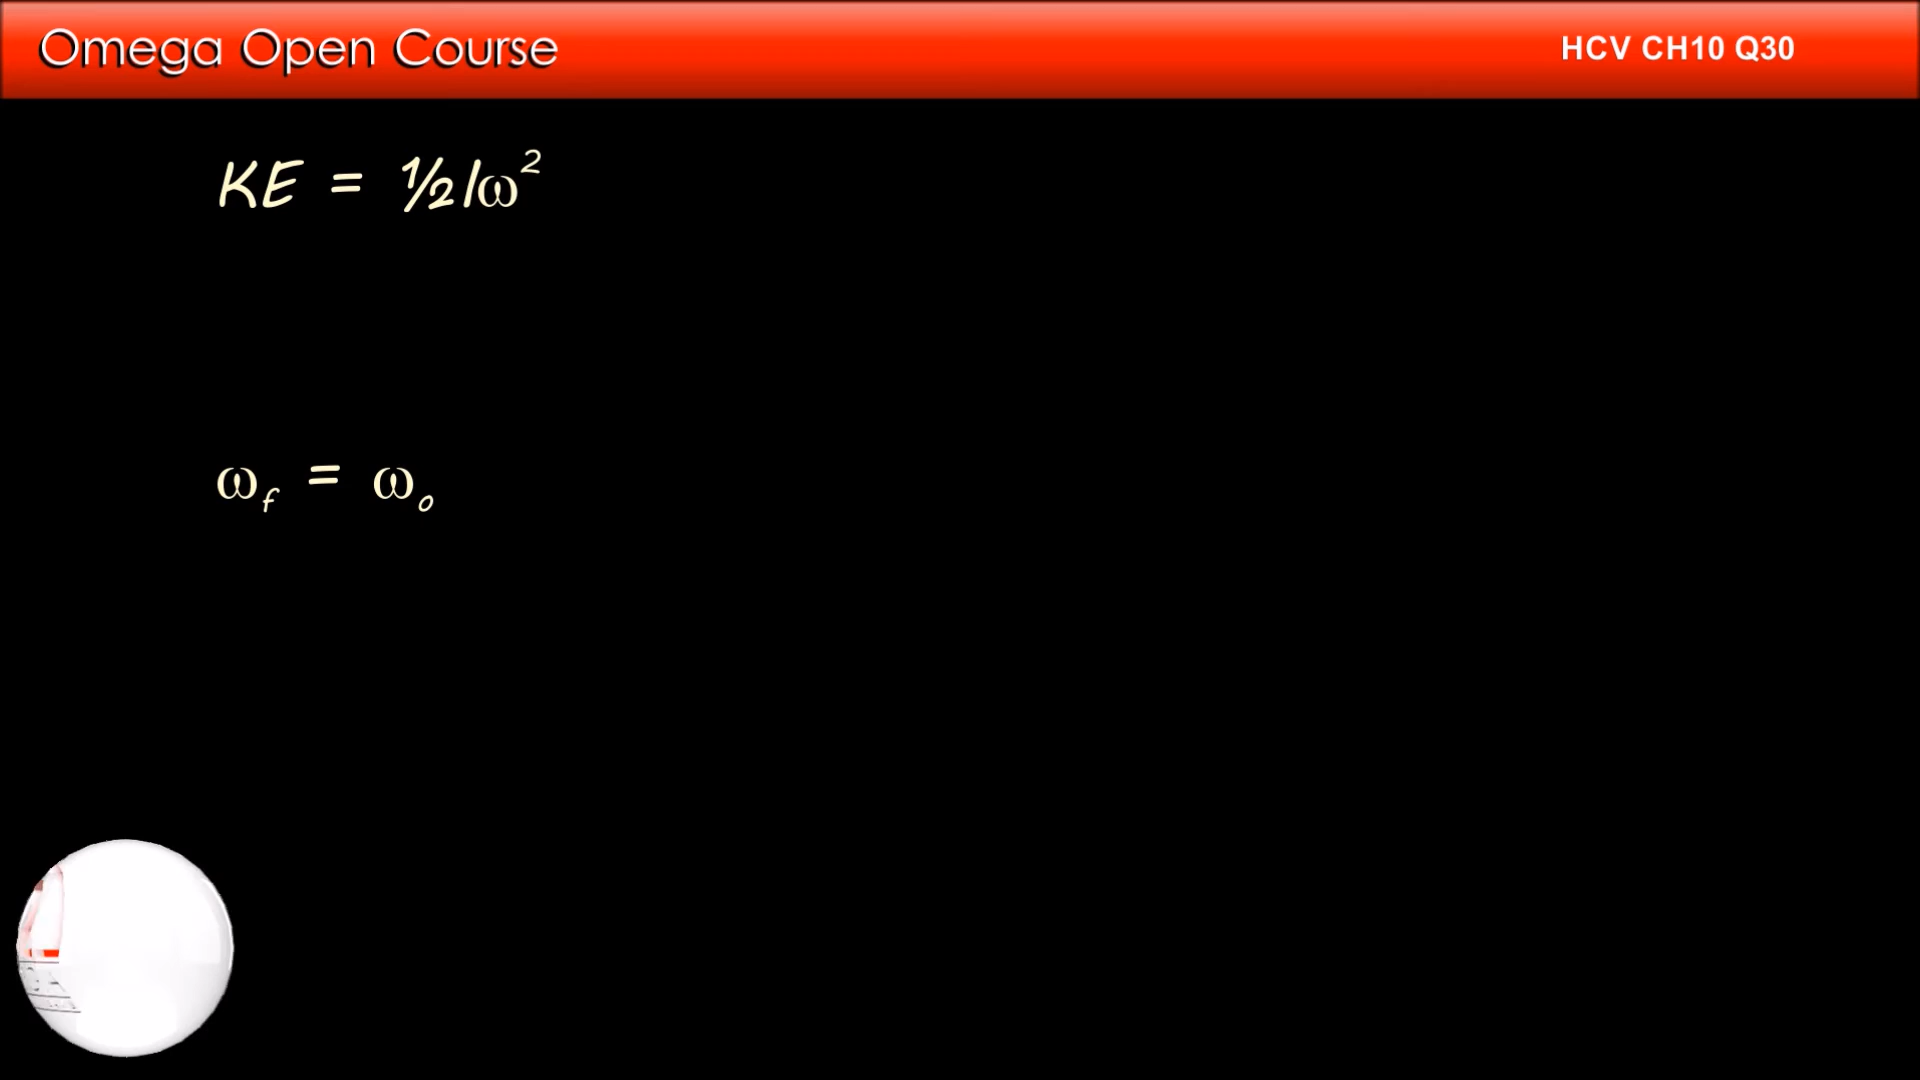 Omega Open Course
HCV CH10 Q30
KE = ½Iω²
ω_f = ω_o